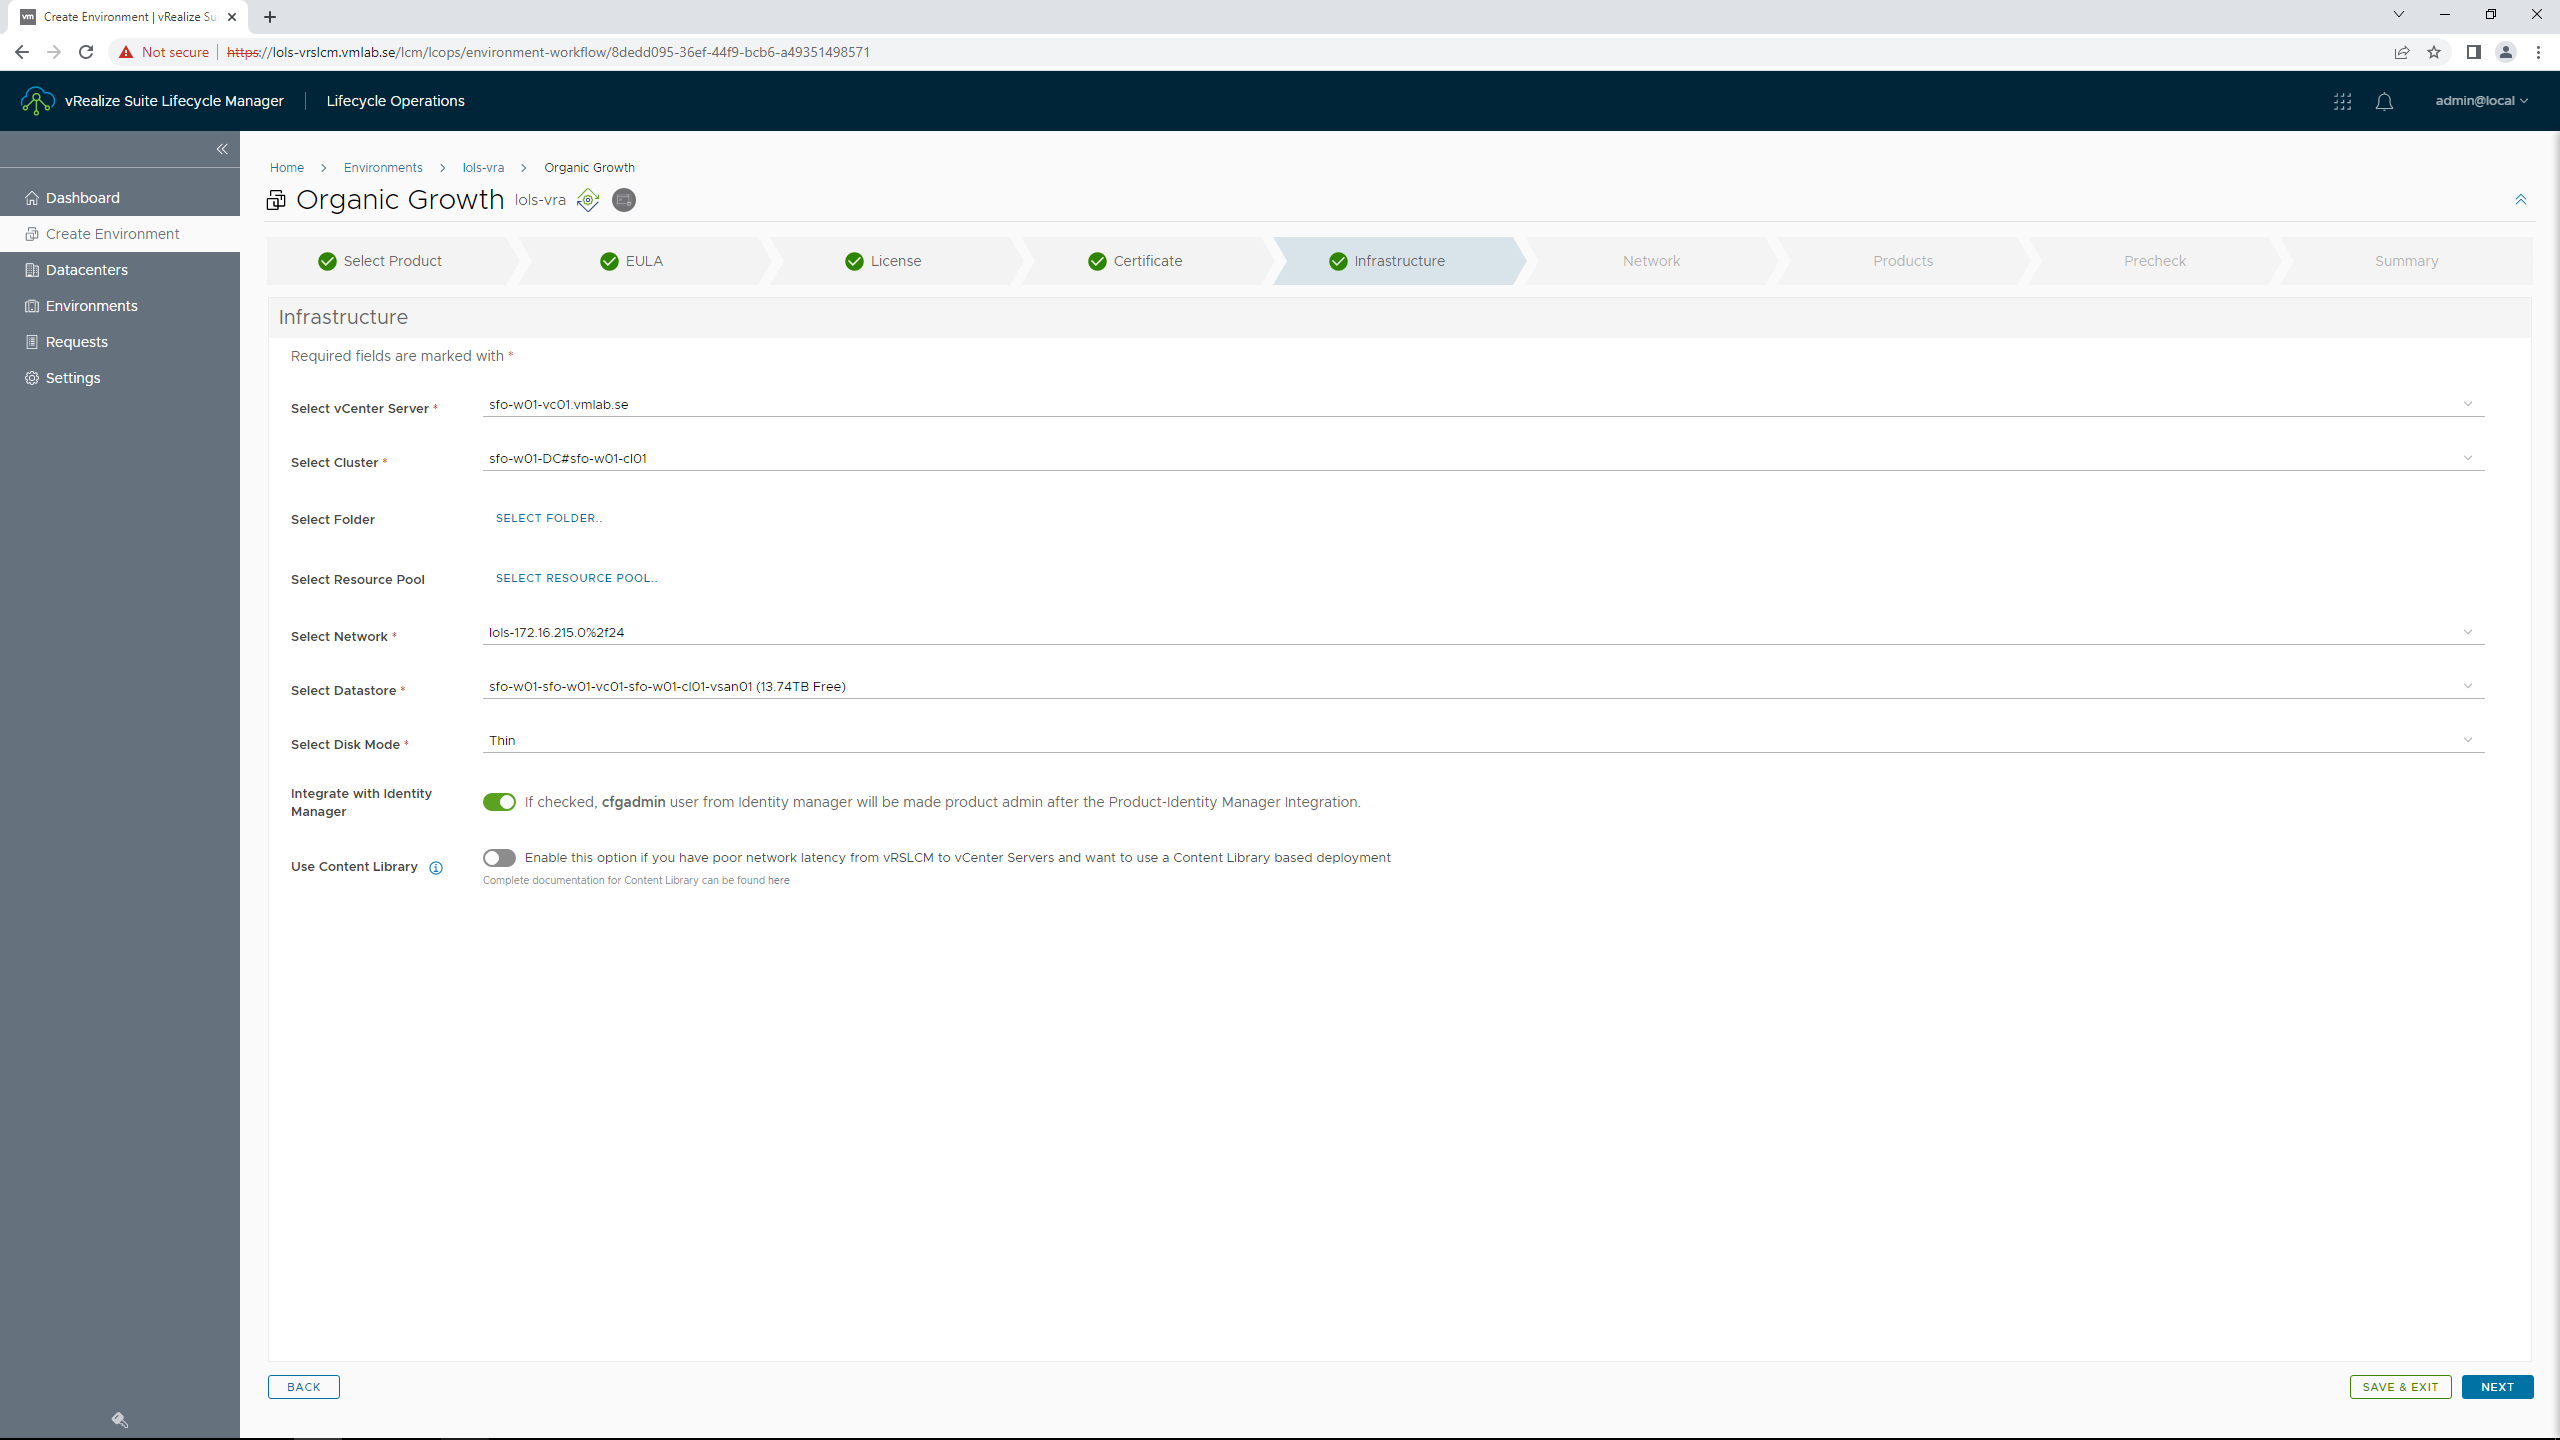 vm Create Environment | vRealize Su
Not secure https://lols-vrslcm.vmlab.se/lcm/lcops/environment-workflow/8dedd095-36ef-44f9-bcb6-a49351498571
vRealize Suite Lifecycle Manager Lifecycle Operations admin@local
Dashboard
Create Environment
Datacenters
Environments
Requests
Settings
Home Environments lols-vra Organic Growth
Organic Growth lols-vra
Select Product EULA License Certificate Infrastructure Network Products Precheck Summary
Infrastructure
Required fields are marked with *
Select vCenter Server * sfo-w01-vc01.vmlab.se
Select Cluster * sfo-w01-DC#sfo-w01-cl01
Select Folder SELECT FOLDER..
Select Resource Pool SELECT RESOURCE POOL..
Select Network * lols-172.16.215.0%2f24
Select Datastore * sfo-w01-sfo-w01-vc01-sfo-w01-cl01-vsan01 (13.74TB Free)
Select Disk Mode * Thin
Integrate with Identity
Manager
If checked, cfgadmin user from Identity manager will be made product admin after the Product-Identity Manager Integration.
Use Content Library Enable this option if you have poor network latency from vRSLCM to vCenter Servers and want to use a Content Library based deployment
Complete documentation for Content Library can be found here
BACK SAVE & EXIT NEXT